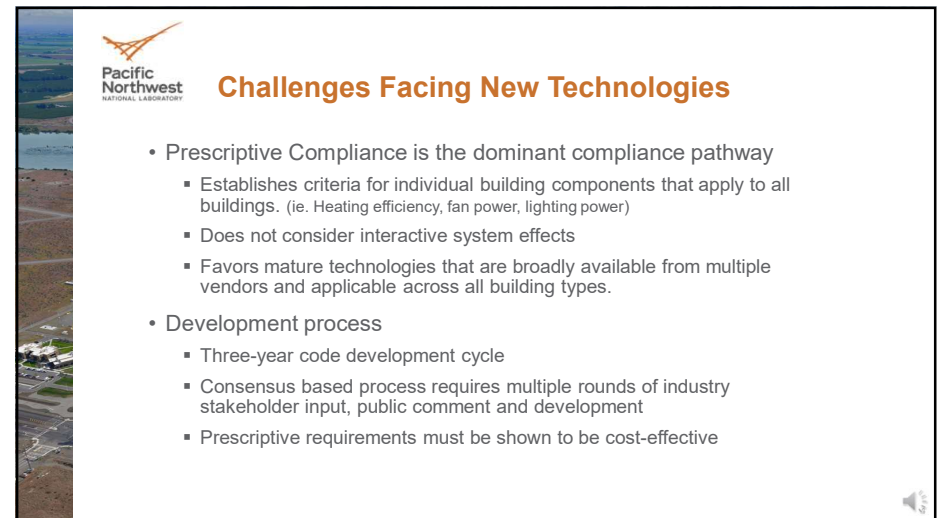 Pacific
Northwest
NATIONAL LABORATORY
Challenges Facing New Technologies
• Prescriptive Compliance is the dominant compliance pathway
▪ Establishes criteria for individual building components that apply to all
buildings. (ie. Heating efficiency, fan power, lighting power)
▪ Does not consider interactive system effects
▪ Favors mature technologies that are broadly available from multiple
vendors and applicable across all building types.
• Development process
▪ Three-year code development cycle
▪ Consensus based process requires multiple rounds of industry
stakeholder input, public comment and development
▪ Prescriptive requirements must be shown to be cost-effective